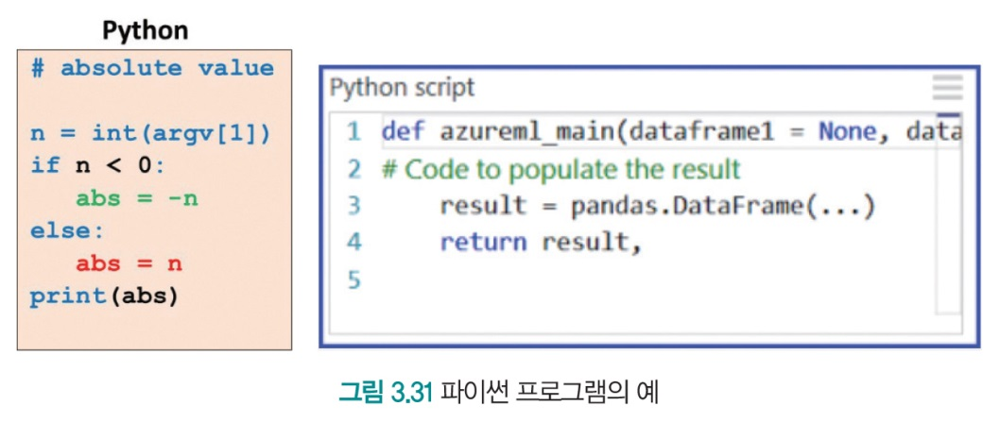 Python
# absolute value
n = int(argv[1])
if n < 0:
abs = -n
else:
abs = n
print(abs)
Python script
1 def azureml_main(dataframe1 = None, data
2 # Code to populate the result
3 result = pandas.DataFrame(...)
4 return result,
5
그림 3.31 파이썬 프로그램의 예